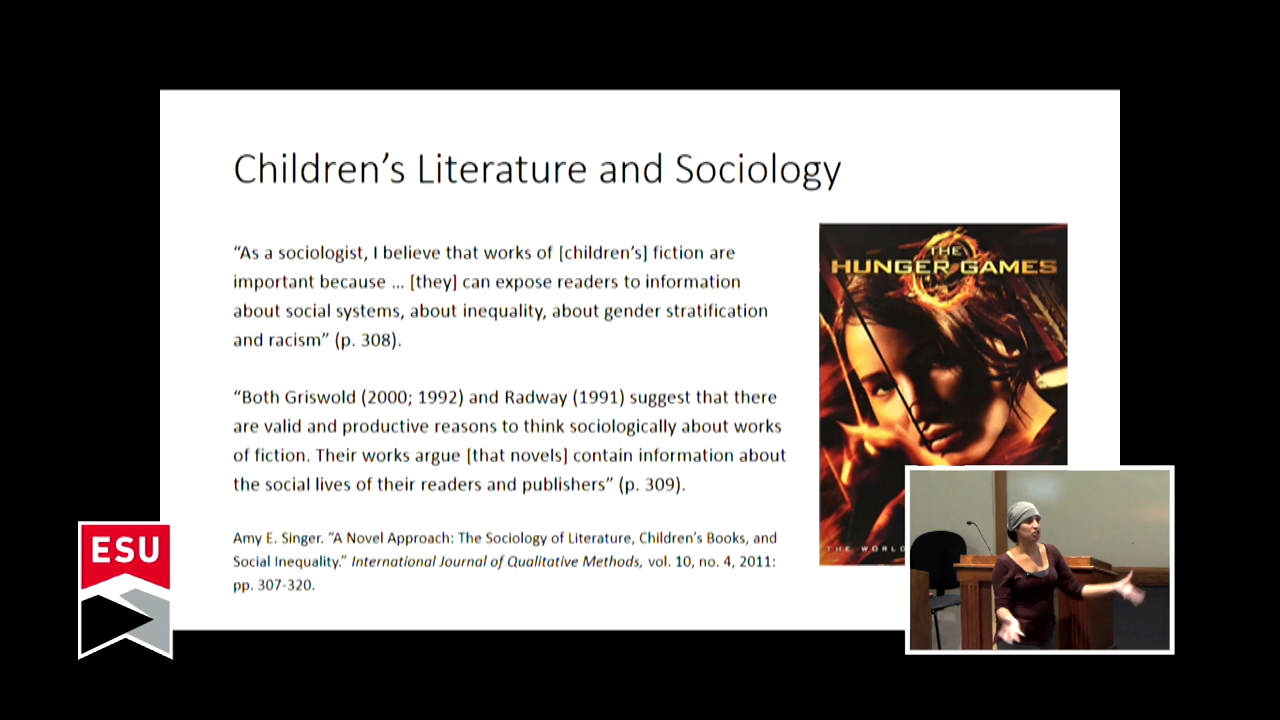 Children’s Literature and Sociology
“As a sociologist, I believe that works of [children’s] fiction are
important because ... [they] can expose readers to information
about social systems, about inequality, about gender stratification
and racism” (p. 308).
“Both Griswold (2000; 1992) and Radway (1991) suggest that there
are valid and productive reasons to think sociologically about works
of fiction. Their works argue [that novels] contain information about
the social lives of their readers and publishers” (p. 309).
Amy E. Singer. “A Novel Approach: The Sociology of Literature, Children’s Books, and
Social Inequality.” International Journal of Qualitative Methods, vol. 10, no. 4, 2011:
pp. 307-320.
THE
HUNGER GAMES
THE WORLD
ESU